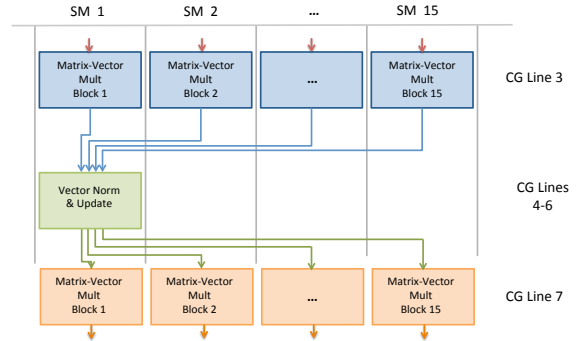 SM 1 SM 2 ... SM 15
Matrix-Vector Mult Block 1
Matrix-Vector Mult Block 2
...
Matrix-Vector Mult Block 15
CG Line 3
Vector Norm & Update
CG Lines 4-6
Matrix-Vector Mult Block 1
Matrix-Vector Mult Block 2
...
Matrix-Vector Mult Block 15
CG Line 7